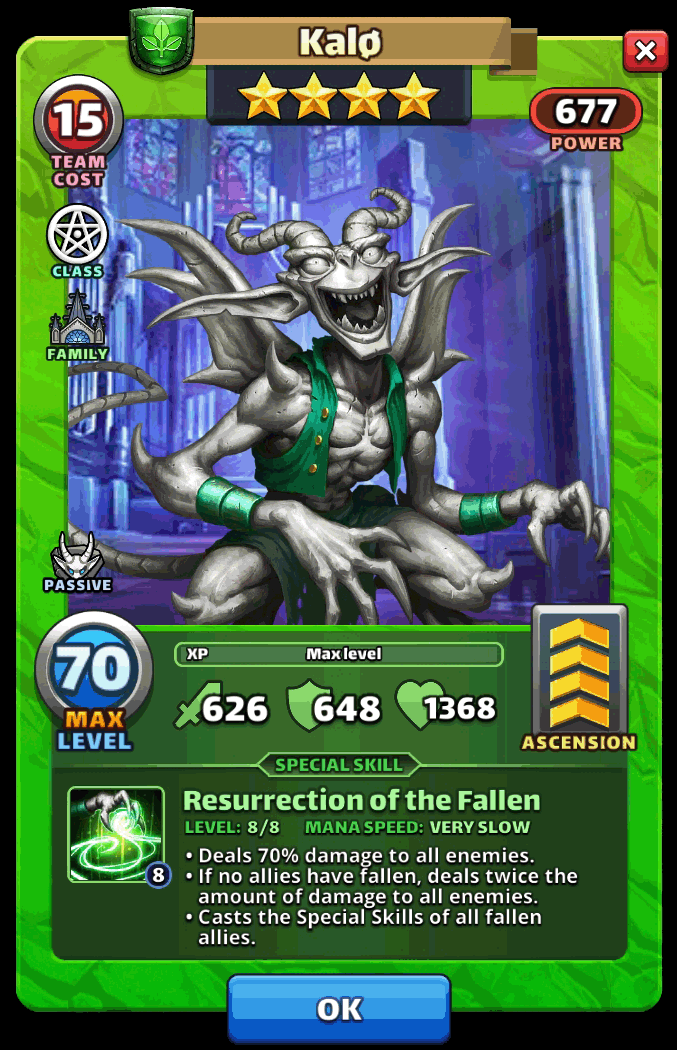 Kalø
15
TEAM
COST
677
POWER
CLASS
FAMILY
PASSIVE
70
MAX
LEVEL
XP Max level
626 648 1368
ASCENSION
SPECIAL SKILL
Resurrection of the Fallen
LEVEL: 8/8 MANA SPEED: VERY SLOW
8
• Deals 70% damage to all enemies.
• If no allies have fallen, deals twice the
amount of damage to all enemies.
• Casts the Special Skills of all fallen
allies.
OK